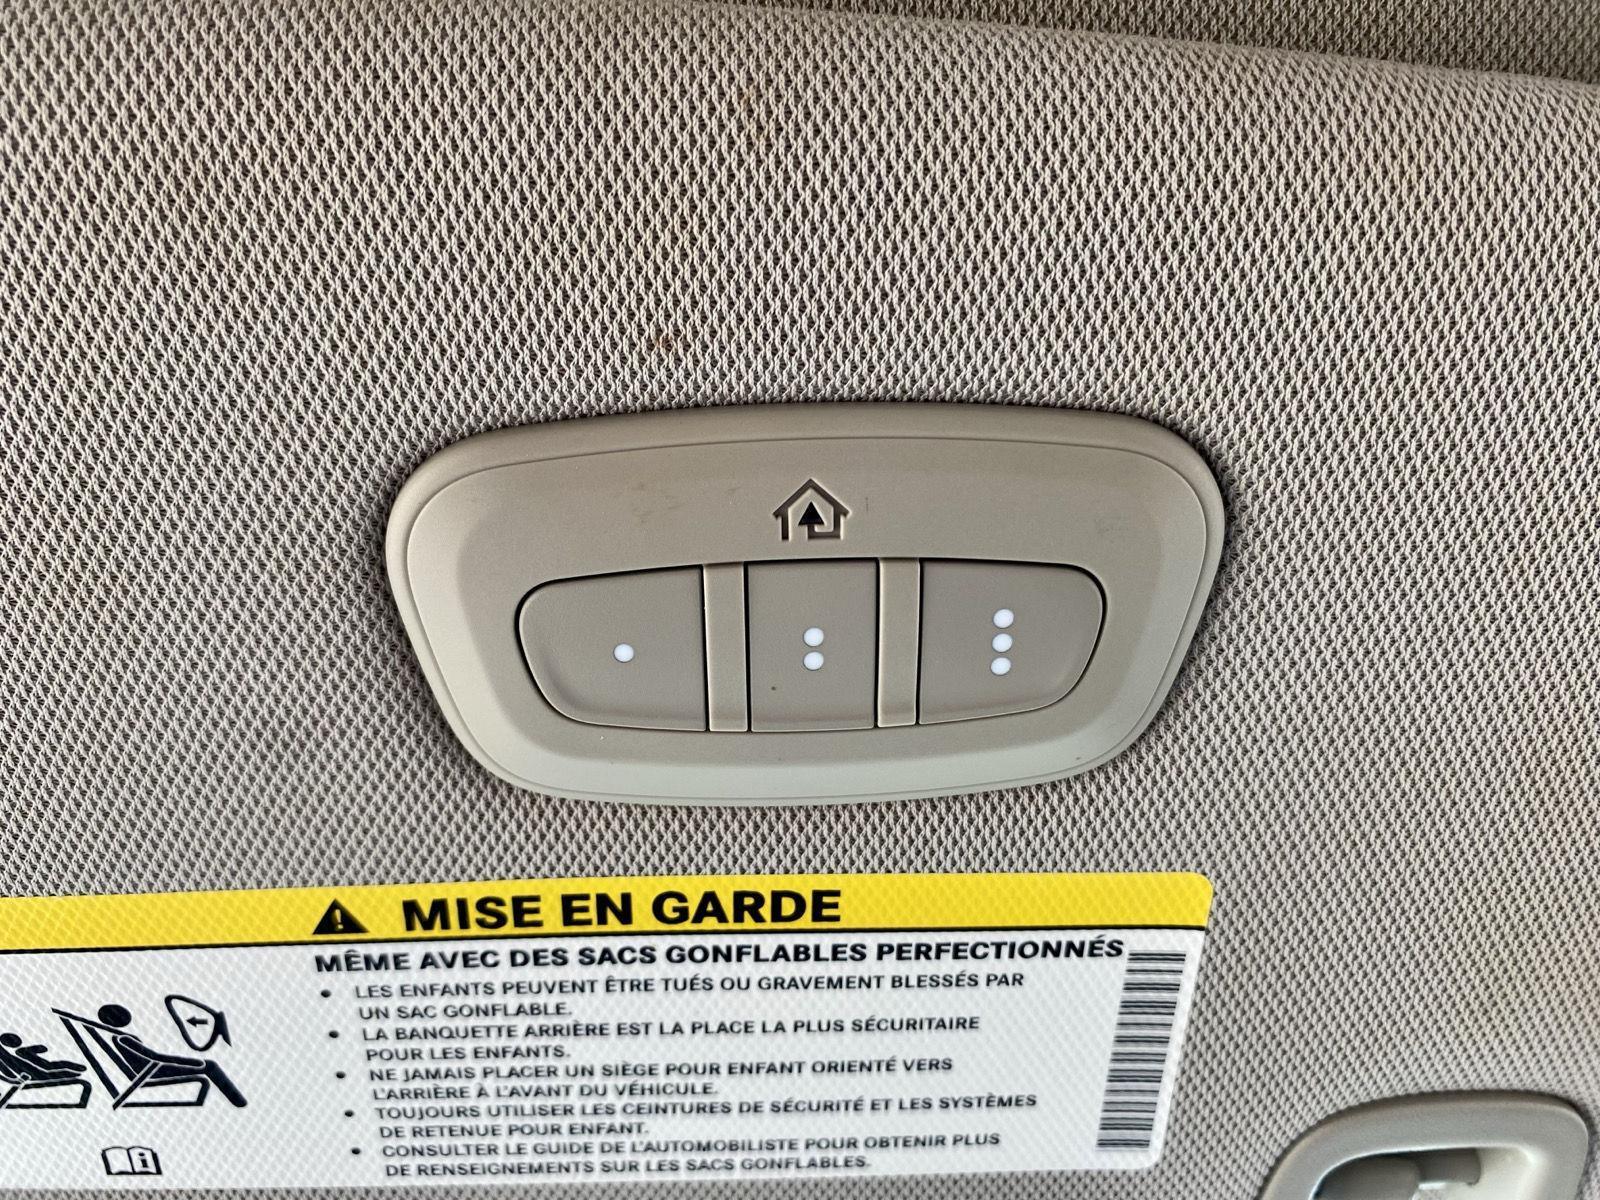 MISE EN GARDE
MÊME AVEC DES SACS GONFLABLES PERFECTIONNÉS
• LES ENFANTS PEUVENT ÊTRE TUÉS OU GRAVEMENT BLESSÉS PAR
UN SAC GONFLABLE.
• LA BANQUETTE ARRIÈRE EST LA PLACE LA PLUS SÉCURITAIRE
POUR LES ENFANTS.
• NE JAMAIS PLACER UN SIÈGE POUR ENFANT ORIENTÉ VERS
L'ARRIÈRE À L'AVANT DU VÉHICULE.
• TOUJOURS UTILISER LES CEINTURES DE SÉCURITÉ ET LES SYSTÈMES
DE RETENUE POUR ENFANT.
• CONSULTER LE GUIDE DE L'AUTOMOBILISTE POUR OBTENIR PLUS
DE RENSEIGNEMENTS SUR LES SACS GONFLABLES.